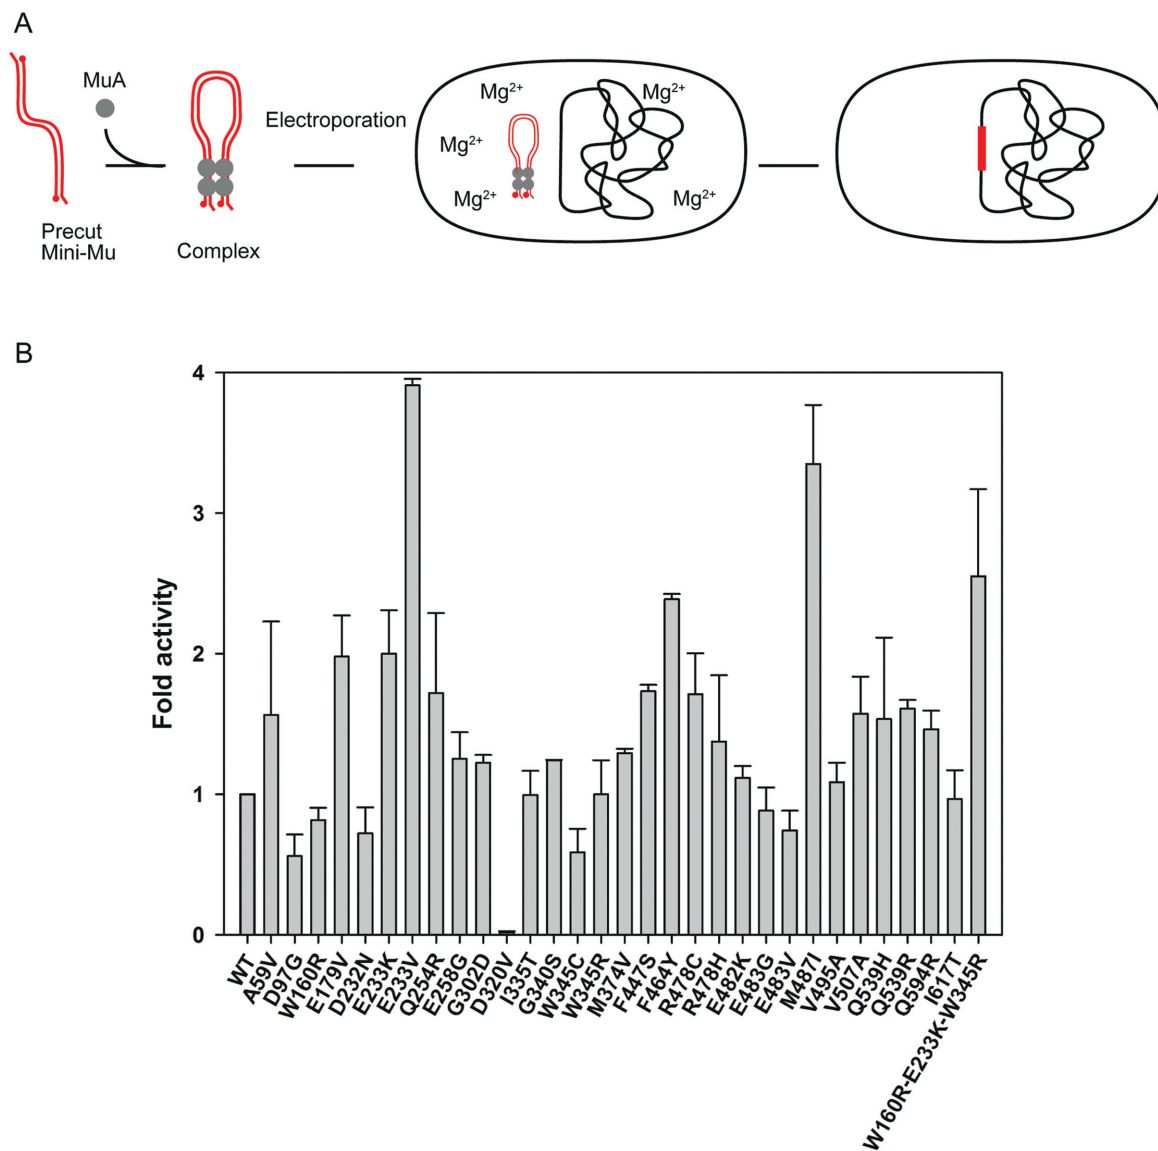 A
MuA
Precut
Mini-Mu
Complex
Electroporation
Mg²⁺
Mg²⁺
Mg²⁺
Mg²⁺
Mg²⁺
B
Fold activity
4
3
2
1
0
WT
A59V
D97G
W160R
E179V
D232N
E233K
E233V
Q254R
E258G
G302D
D320V
I335T
G340S
W345C
W345R
M374V
F447S
F464Y
R478C
R478H
E482K
E483G
E483V
M487I
V495A
V507A
Q539H
Q539R
Q594R
I617T
W160R-E233K-W345R